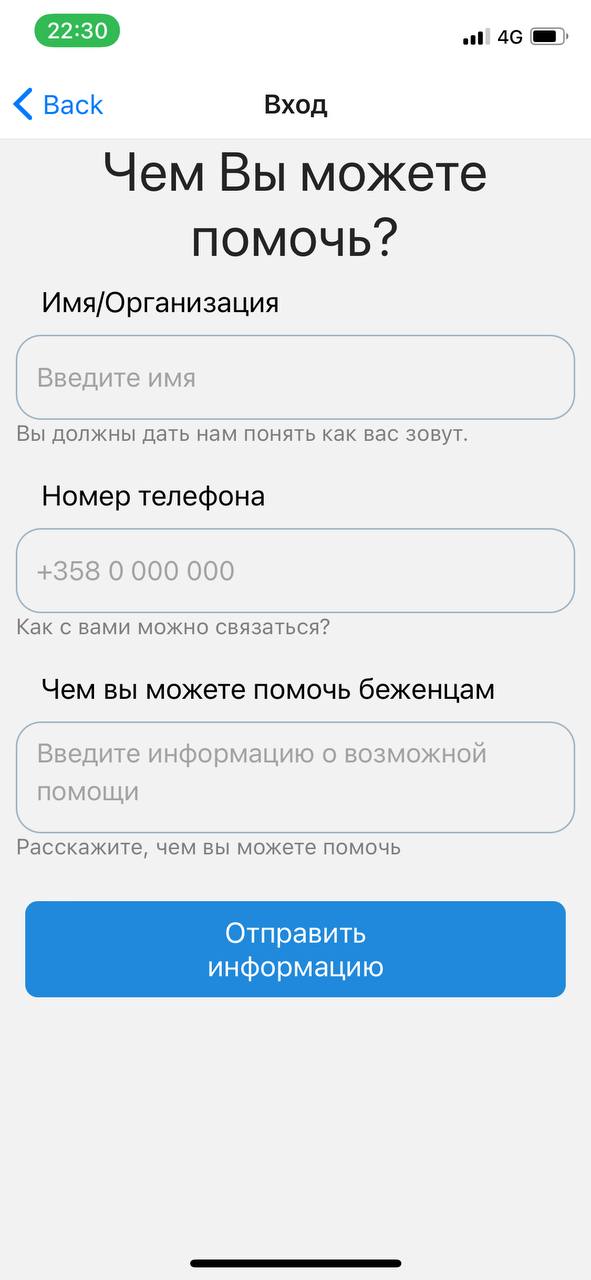 22:30
4G
Back
Вход
Чем Вы можете
помочь?
Имя/Организация
Введите имя
Вы должны дать нам понять как вас зовут.
Номер телефона
+358 0 000 000
Как с вами можно связаться?
Чем вы можете помочь беженцам
Введите информацию о возможной
помощи
Расскажите, чем вы можете помочь
Отправить
информацию